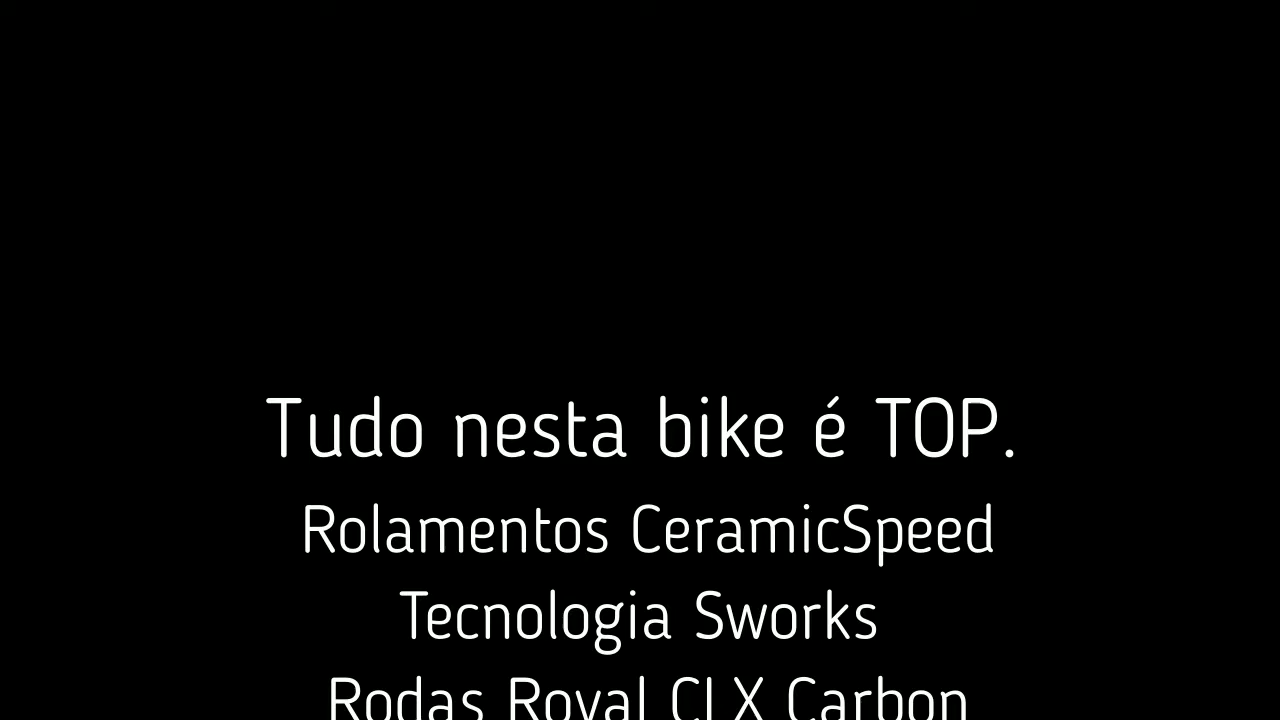 Tudo nesta bike é TOP.
Rolamentos CeramicSpeed
Tecnologia Sworks
Rodas Roval CLX Carbon